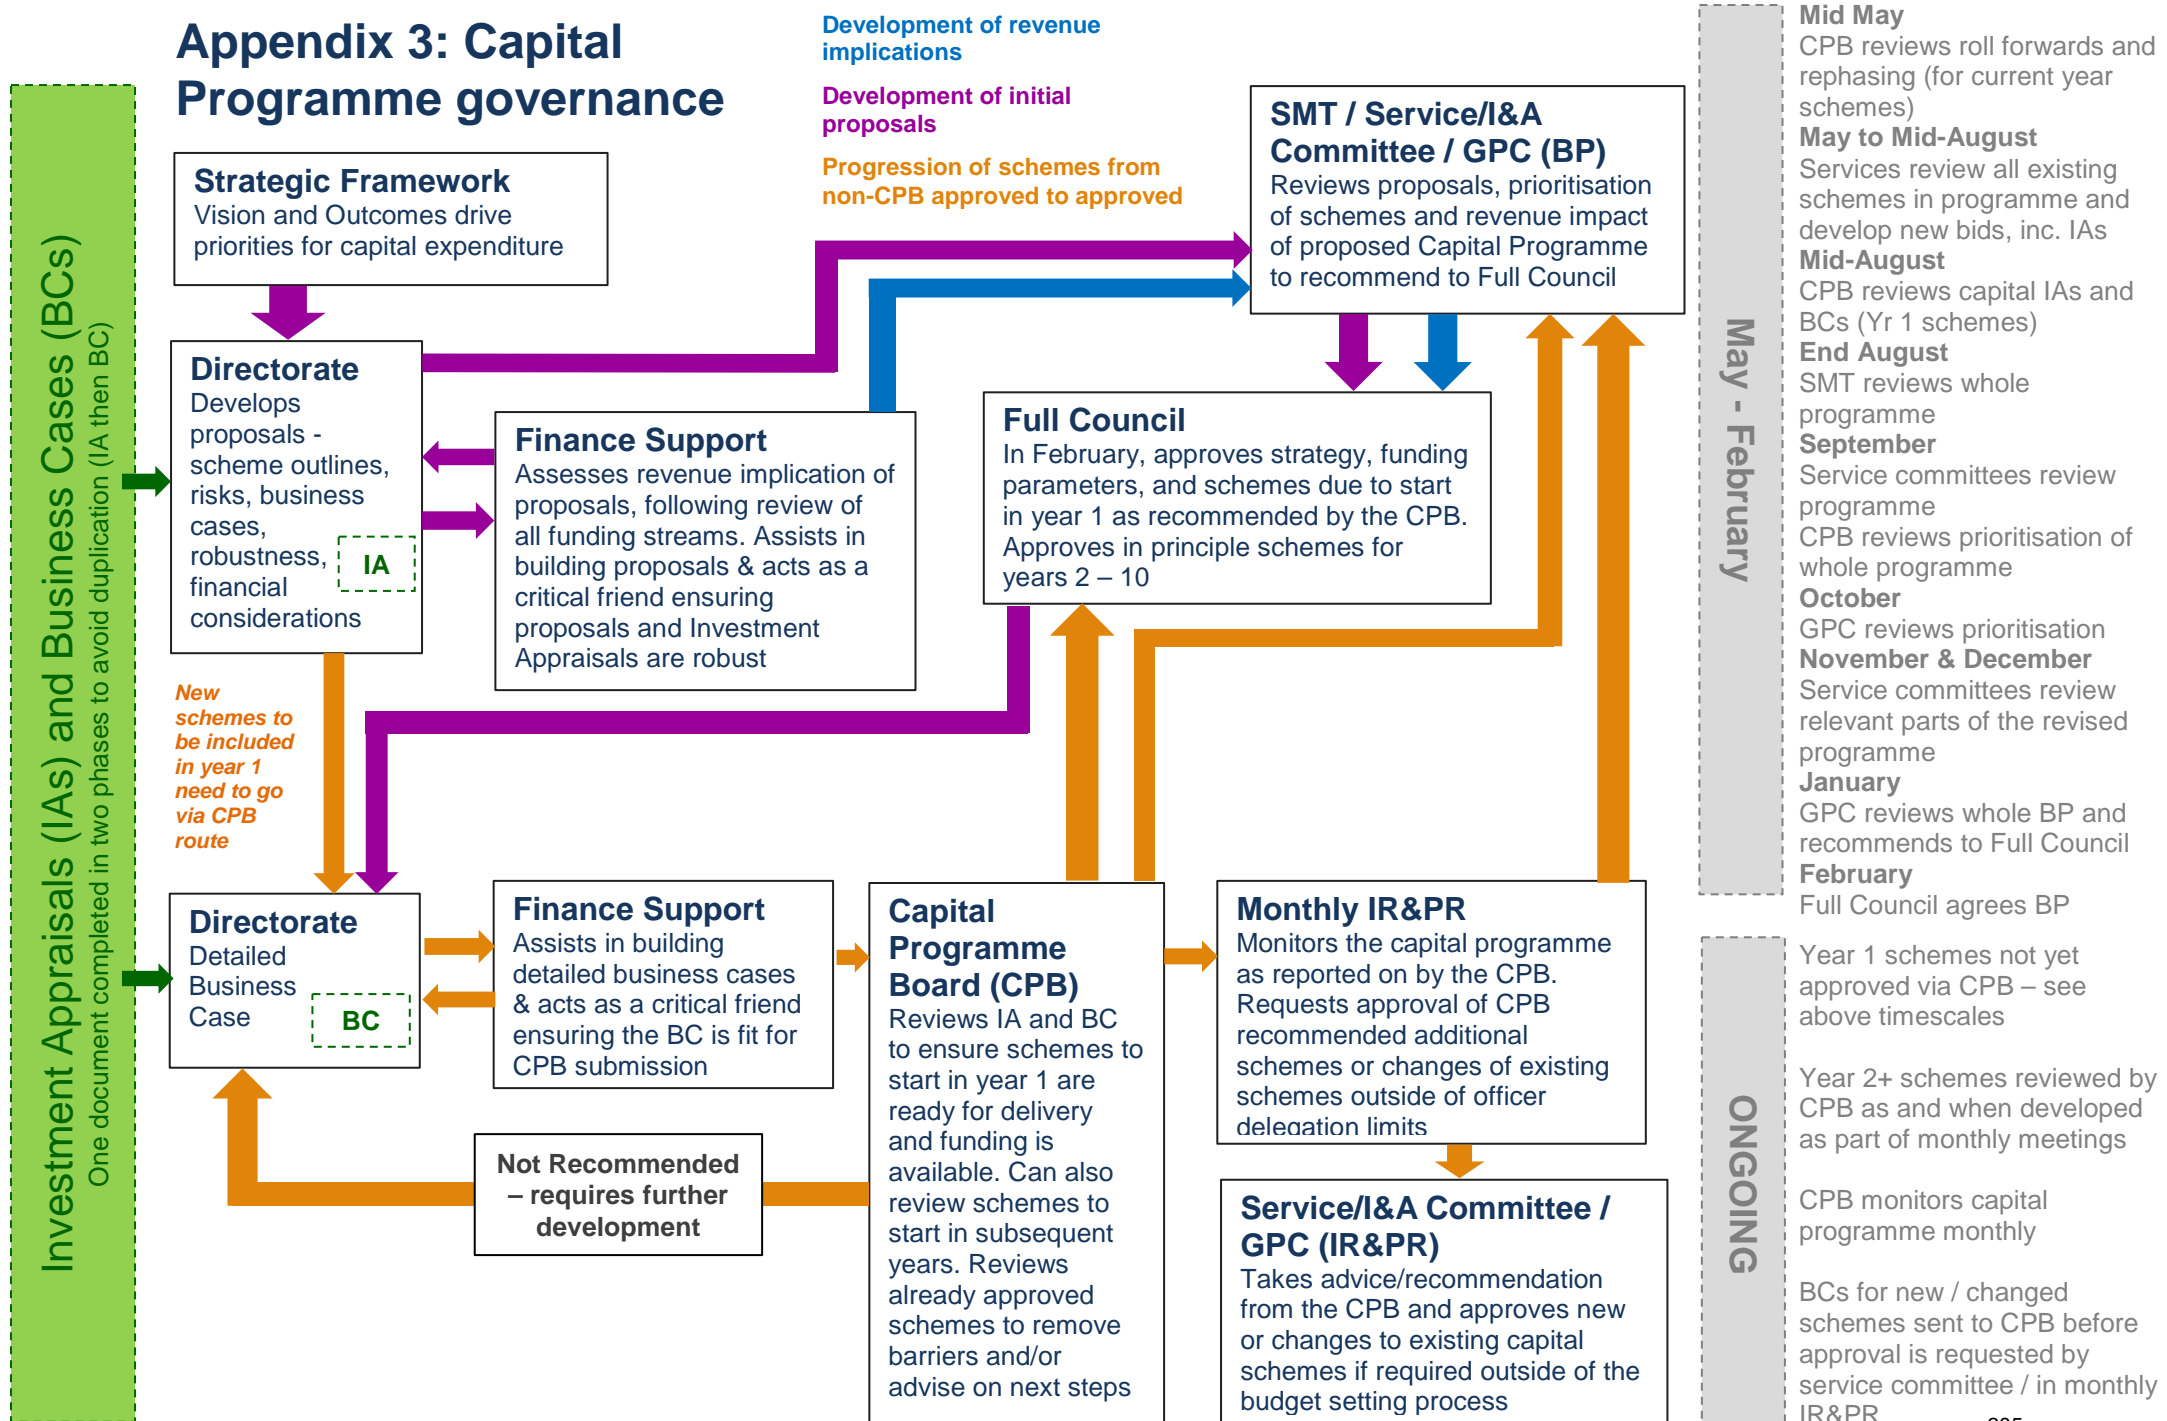 Appendix 3: Capital
Programme governance
Development of revenue
implications
Development of initial
proposals
Progression of schemes from
non-CPB approved to approved
Investment Appraisals (IAs) and Business Cases (BCs)
One document completed in two phases to avoid duplication (IA then BC)
Strategic Framework
Vision and Outcomes drive
priorities for capital expenditure
SMT / Service/I&A
Committee / GPC (BP)
Reviews proposals, prioritisation
of schemes and revenue impact
of proposed Capital Programme
to recommend to Full Council
Directorate
Develops
proposals -
scheme outlines,
risks, business
cases,
robustness,
financial
considerations
IA
Finance Support
Assesses revenue implication of
proposals, following review of
all funding streams. Assists in
building proposals & acts as a
critical friend ensuring
proposals and Investment
Appraisals are robust
Full Council
In February, approves strategy, funding
parameters, and schemes due to start
in year 1 as recommended by the CPB.
Approves in principle schemes for
years 2 – 10
New
schemes to
be included
in year 1
need to go
via CPB
route
Directorate
Detailed
Business
Case
BC
Finance Support
Assists in building
detailed business cases
& acts as a critical friend
ensuring the BC is fit for
CPB submission
Capital
Programme
Board (CPB)
Reviews IA and BC
to ensure schemes to
start in year 1 are
ready for delivery
and funding is
available. Can also
review schemes to
start in subsequent
years. Reviews
already approved
schemes to remove
barriers and/or
advise on next steps
Monthly IR&PR
Monitors the capital programme
as reported on by the CPB.
Requests approval of CPB
recommended additional
schemes or changes of existing
schemes outside of officer
delegation limits
Not Recommended
– requires further
development
Service/I&A Committee /
GPC (IR&PR)
Takes advice/recommendation
from the CPB and approves new
or changes to existing capital
schemes if required outside of the
budget setting process
May - February
Mid May
CPB reviews roll forwards and
rephasing (for current year
schemes)
May to Mid-August
Services review all existing
schemes in programme and
develop new bids, inc. IAs
Mid-August
CPB reviews capital IAs and
BCs (Yr 1 schemes)
End August
SMT reviews whole
programme
September
Service committees review
programme
CPB reviews prioritisation of
whole programme
October
GPC reviews prioritisation
November & December
Service committees review
relevant parts of the revised
programme
January
GPC reviews whole BP and
recommends to Full Council
February
Full Council agrees BP
ONGOING
Year 1 schemes not yet
approved via CPB – see
above timescales
Year 2+ schemes reviewed by
CPB as and when developed
as part of monthly meetings
CPB monitors capital
programme monthly
BCs for new / changed
schemes sent to CPB before
approval is requested by
service committee / in monthly
IR&PR